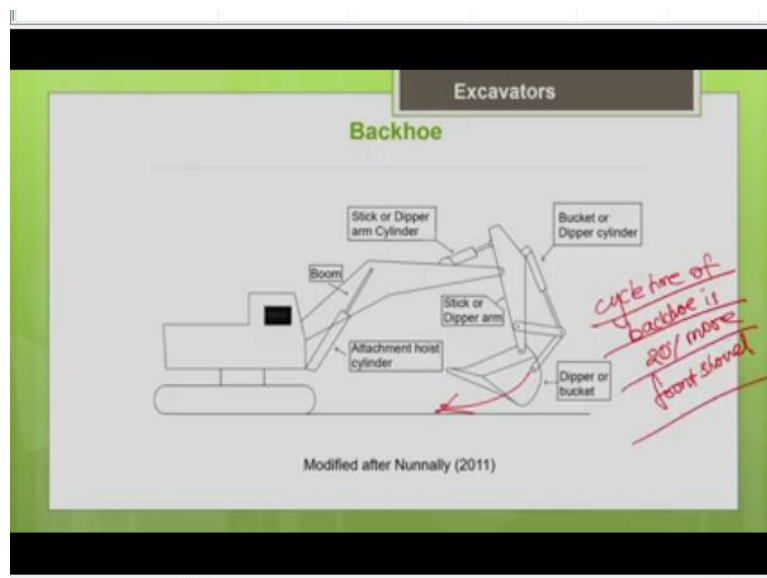 Excavators
Backhoe
Stick or Dipper
arm Cylinder
Bucket or
Dipper cylinder
Boom
Stick or
Dipper arm
Attachment hoist
cylinder
Dipper or
bucket
cycle time of
backhoe is
20% more
front shovel
Modified after Nunnally (2011)